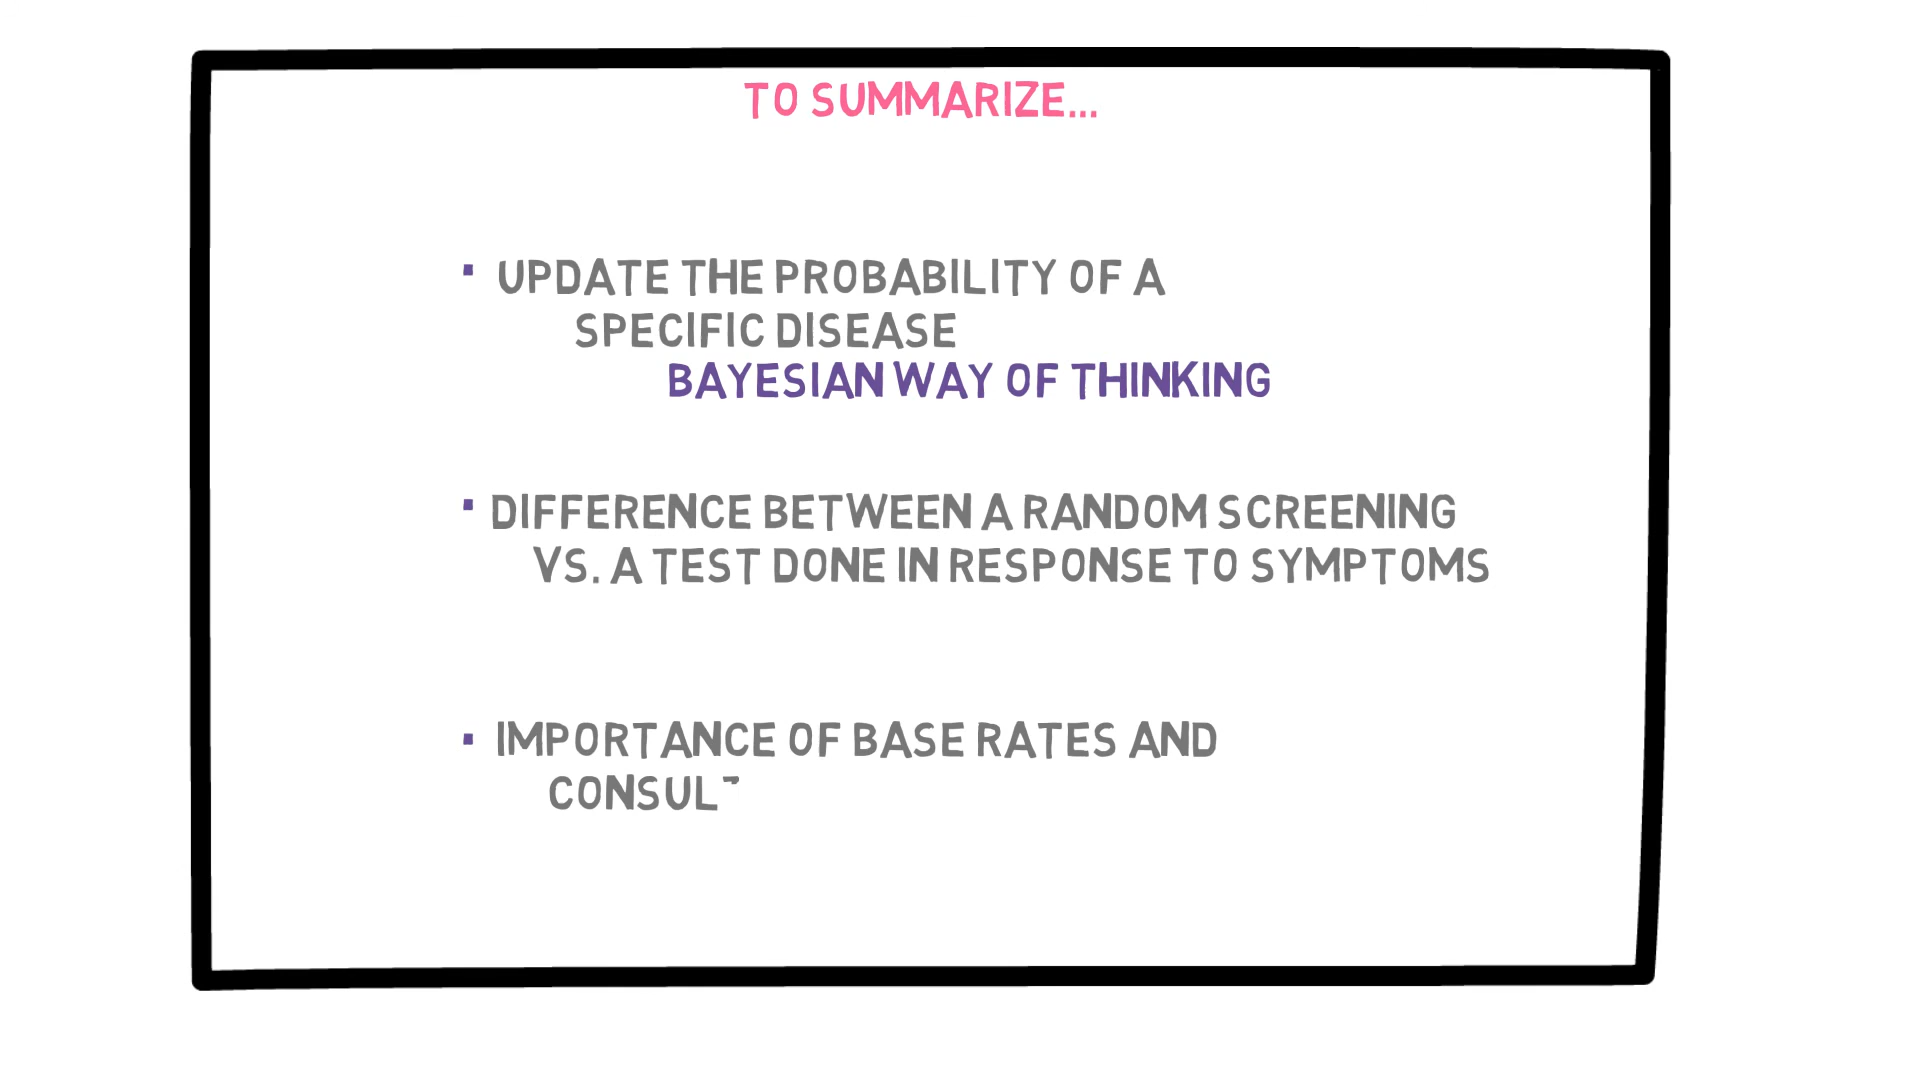 TO SUMMARIZE...
▪ UPDATE THE PROBABILITY OF A
SPECIFIC DISEASE
BAYESIAN WAY OF THINKING
▪ DIFFERENCE BETWEEN A RANDOM SCREENING
VS. A TEST DONE IN RESPONSE TO SYMPTOMS
▪ IMPORTANCE OF BASE RATES AND